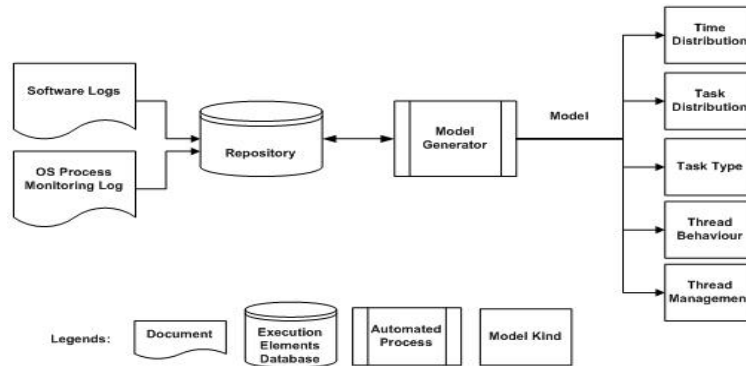 Software Logs
OS Process
Monitoring Log
Repository
Model
Generator
Model
Time
Distribution
Task
Distribution
Task Type
Thread
Behaviour
Thread
Management
Legends:
Document
Execution
Elements
Database
Automated
Process
Model Kind